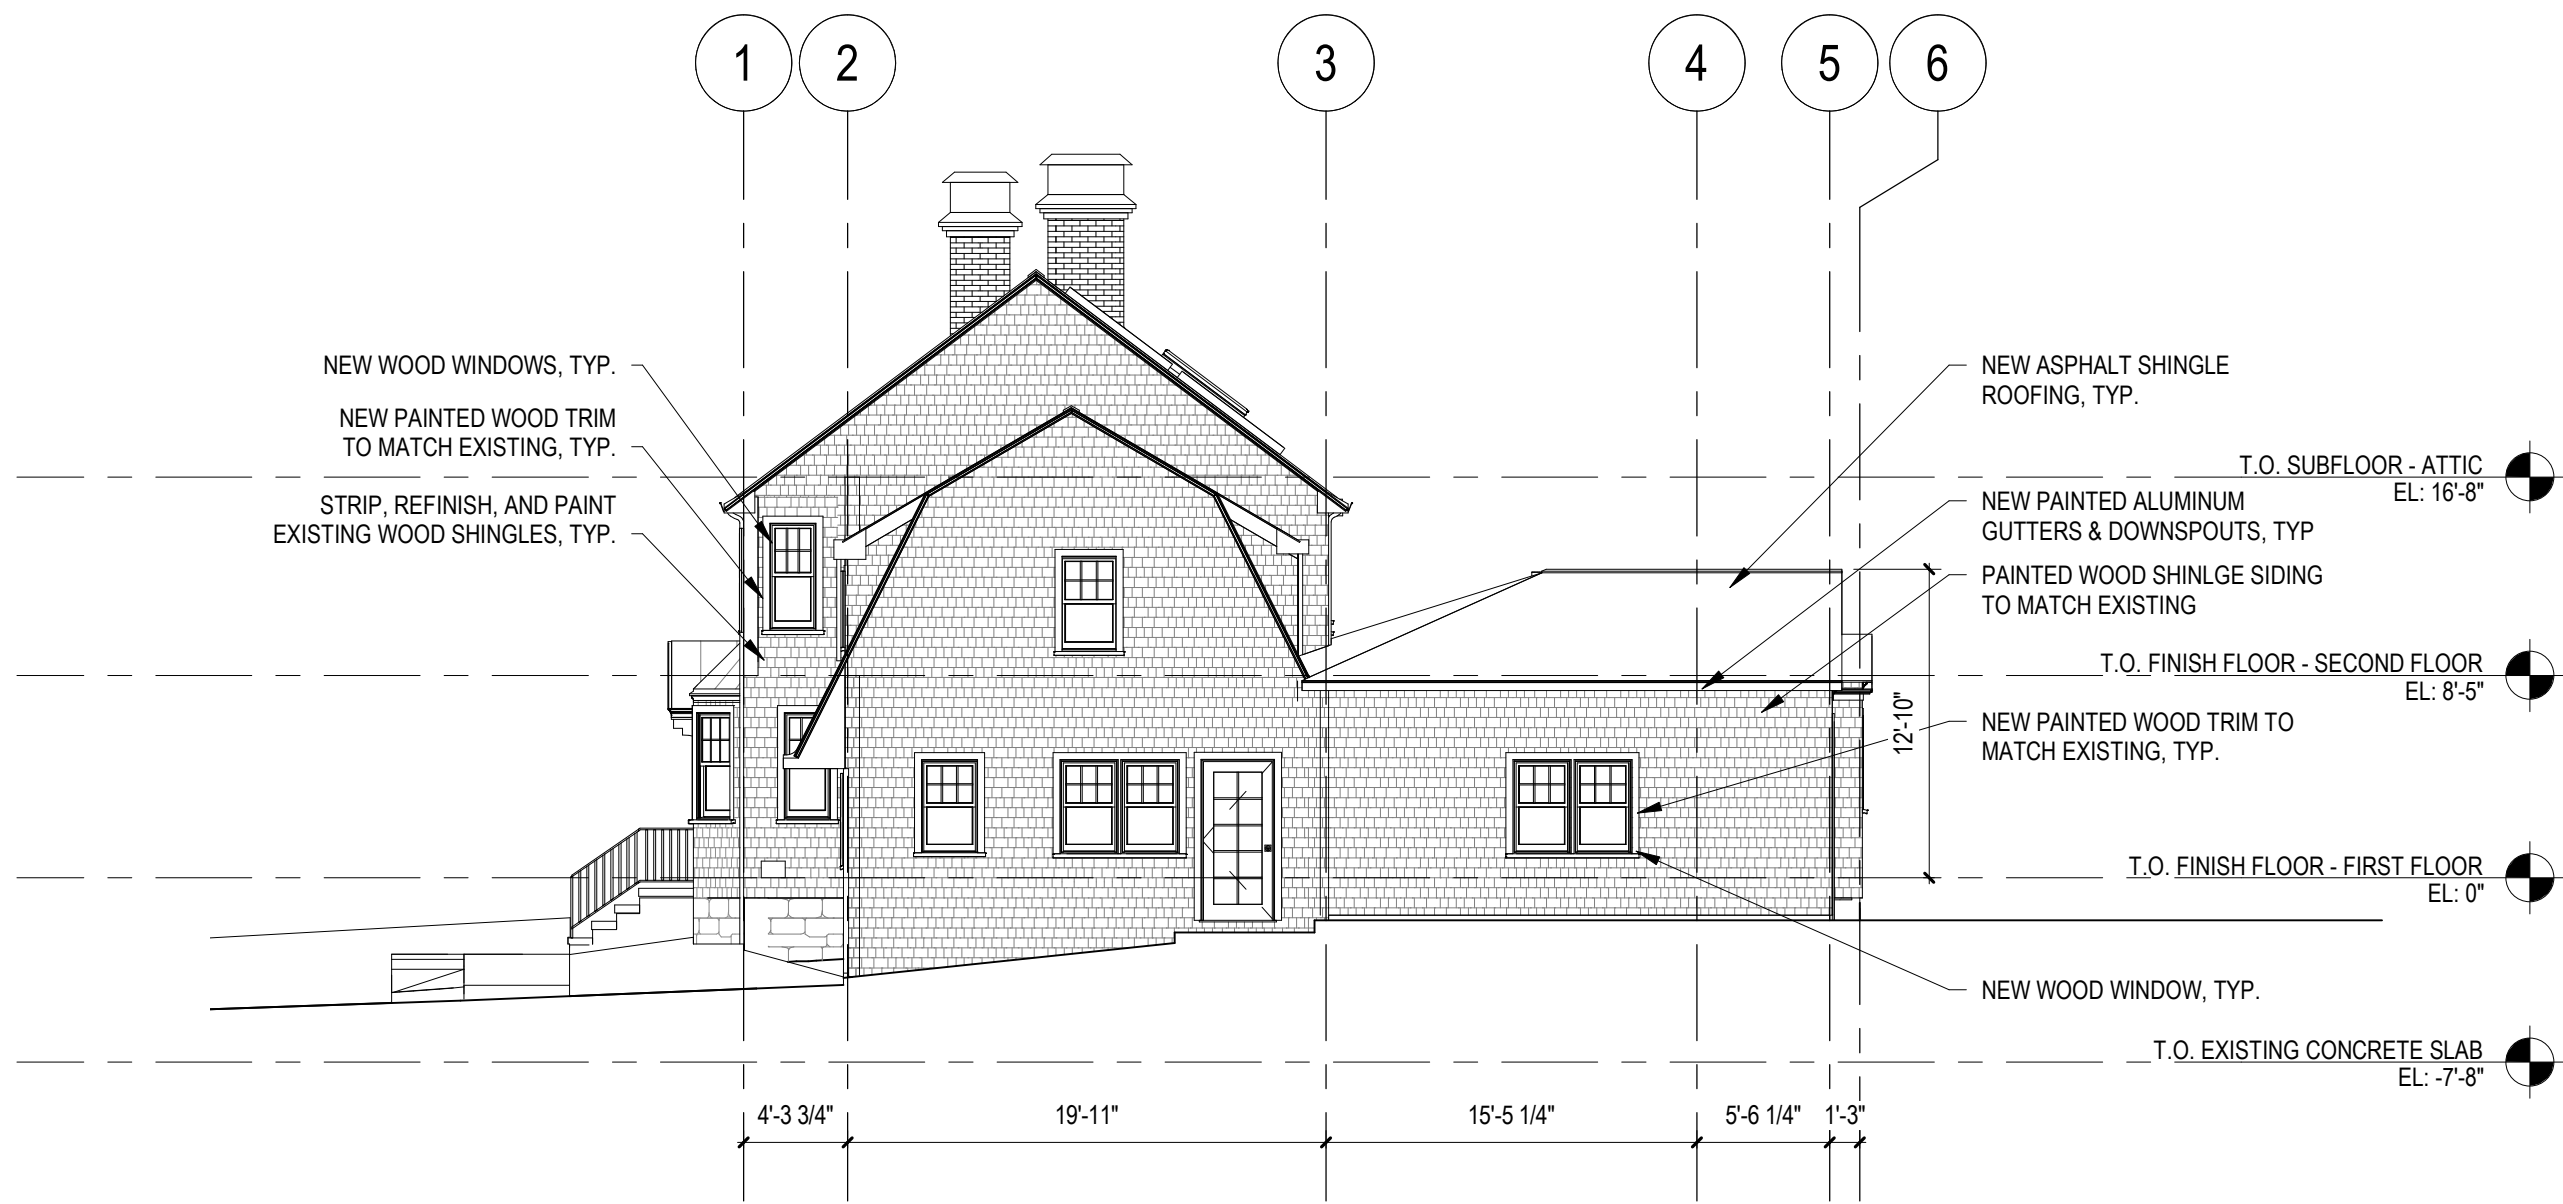 1 2 3 4 5 6
NEW WOOD WINDOWS, TYP.
NEW PAINTED WOOD TRIM
TO MATCH EXISTING, TYP.
STRIP, REFINISH, AND PAINT
EXISTING WOOD SHINGLES, TYP.
NEW ASPHALT SHINGLE
ROOFING, TYP.
T.O. SUBFLOOR - ATTIC
EL: 16'-8"
NEW PAINTED ALUMINUM
GUTTERS & DOWNSPOUTS, TYP
PAINTED WOOD SHINLGE SIDING
TO MATCH EXISTING
T.O. FINISH FLOOR - SECOND FLOOR
EL: 8'-5"
12'-10"
NEW PAINTED WOOD TRIM TO
MATCH EXISTING, TYP.
T.O. FINISH FLOOR - FIRST FLOOR
EL: 0"
NEW WOOD WINDOW, TYP.
T.O. EXISTING CONCRETE SLAB
EL: -7'-8"
4'-3 3/4" 19'-11" 15'-5 1/4" 5'-6 1/4" 1'-3"